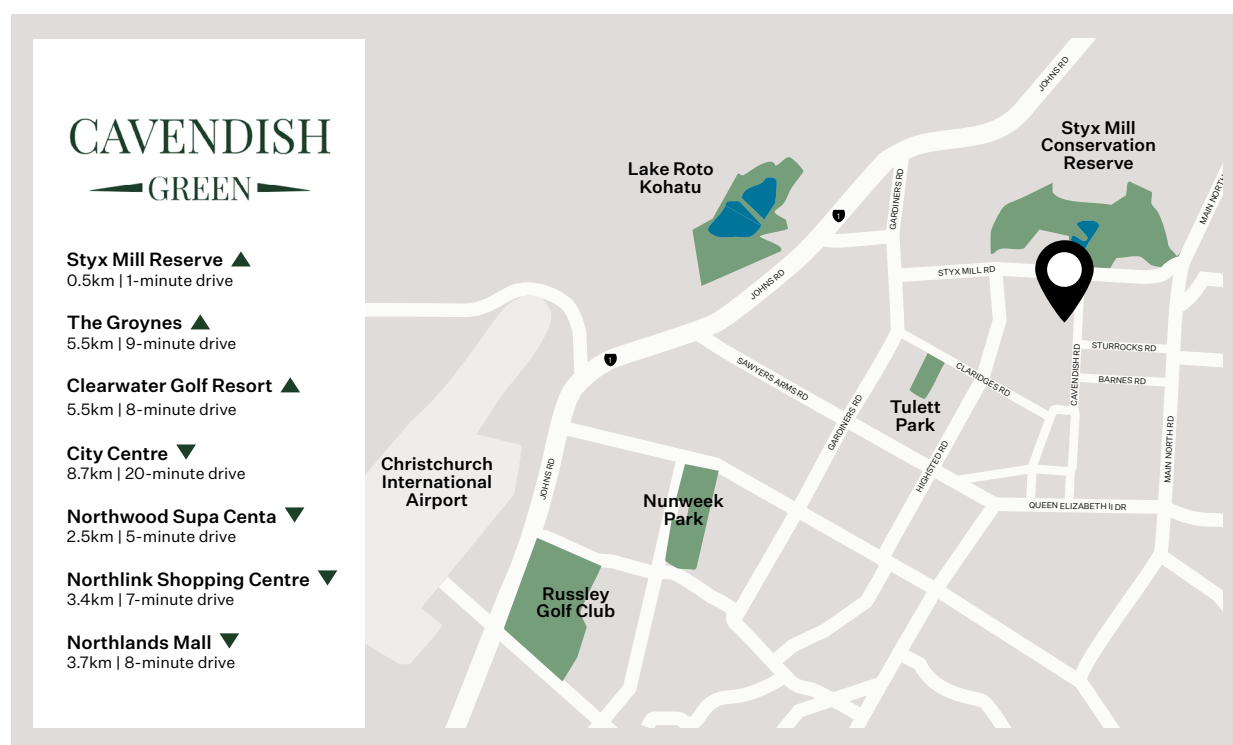 CAVENDISH
GREEN
Styx Mill Reserve
0.5km | 1-minute drive
The Groynes
5.5km | 9-minute drive
Clearwater Golf Resort
5.5km | 8-minute drive
City Centre
8.7km | 20-minute drive
Northwood Supa Centa
2.5km | 5-minute drive
Northlink Shopping Centre
3.4km | 7-minute drive
Northlands Mall
3.7km | 8-minute drive
JOHNS RD
Styx Mill
Conservation
Reserve
Lake Roto
Kohatu
GARDINERS RD
MAIN NORTH
1
STYX MILL RD
JOHNS RD
1
STURROCKS RD
SAWYERS ARMS RD
CLARIDGES RD
CAVENDISH RD
BARNES RD
Tulett
Park
GARDINERS RD
HIGHSTED RD
MAIN NORTH RD
Christchurch
International
Airport
JOHNS RD
Nunweek
Park
QUEEN ELIZABETH II DR
Russley
Golf Club